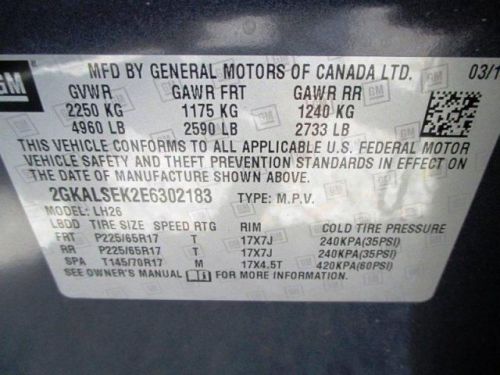 GM
MFD BY GENERAL MOTORS OF CANADA LTD. 03/1
GVWR GAWR FRT GAWR RR
2250 KG 1175 KG 1240 KG
4960 LB 2590 LB 2733 LB
THIS VEHICLE CONFORMS TO ALL APPLICABLE U.S. FEDERAL MOTOR
VEHICLE SAFETY AND THEFT PREVENTION STANDARDS IN EFFECT ON
THE DATE OF MANUFACTURE SHOWN ABOVE.
2GKALSEK2E6302183 TYPE: M.P.V.
MODEL: LH26
LOAD TIRE SIZE SPEED RTG RIM COLD TIRE PRESSURE
FRT P225/65R17 T 17X7J 240KPA(35PSI)
RR P225/65R17 T 17X7J 240KPA(35PSI)
SPA T145/70R17 M 17X4.5T 420KPA(60PSI)
SEE OWNER'S MANUAL